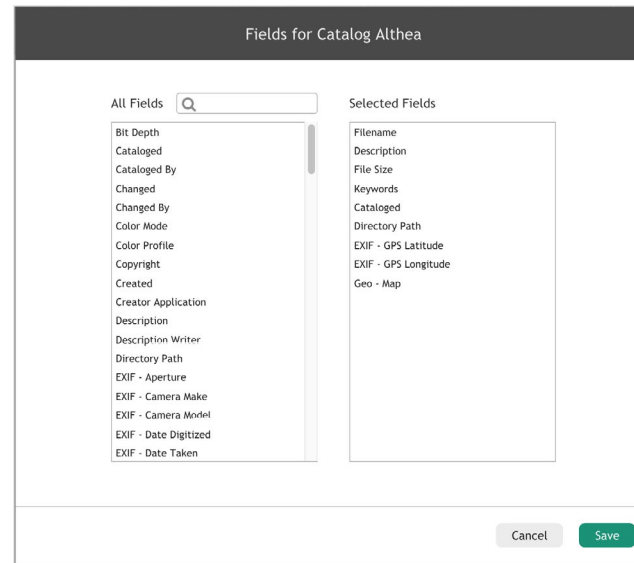 Fields for Catalog Althea
All Fields
Selected Fields
Bit Depth
Cataloged
Cataloged By
Changed
Changed By
Color Mode
Color Profile
Copyright
Created
Creator Application
Description
Description Writer
Directory Path
EXIF - Aperture
EXIF - Camera Make
EXIF - Camera Model
EXIF - Date Digitized
EXIF - Date Taken
Filename
Description
File Size
Keywords
Cataloged
Directory Path
EXIF - GPS Latitude
EXIF - GPS Longitude
Geo - Map
Cancel
Save